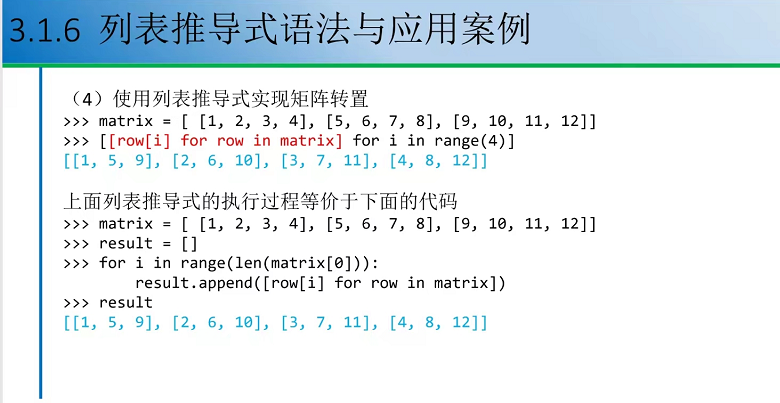 3.1.6 列表推导式语法与应用案例
（4）使用列表推导式实现矩阵转置
>>> matrix = [ [1, 2, 3, 4], [5, 6, 7, 8], [9, 10, 11, 12]]
>>> [[row[i] for row in matrix] for i in range(4)]
[[1, 5, 9], [2, 6, 10], [3, 7, 11], [4, 8, 12]]
上面列表推导式的执行过程等价于下面的代码
>>> matrix = [ [1, 2, 3, 4], [5, 6, 7, 8], [9, 10, 11, 12]]
>>> result = []
>>> for i in range(len(matrix[0])):
        result.append([row[i] for row in matrix])
>>> result
[[1, 5, 9], [2, 6, 10], [3, 7, 11], [4, 8, 12]]